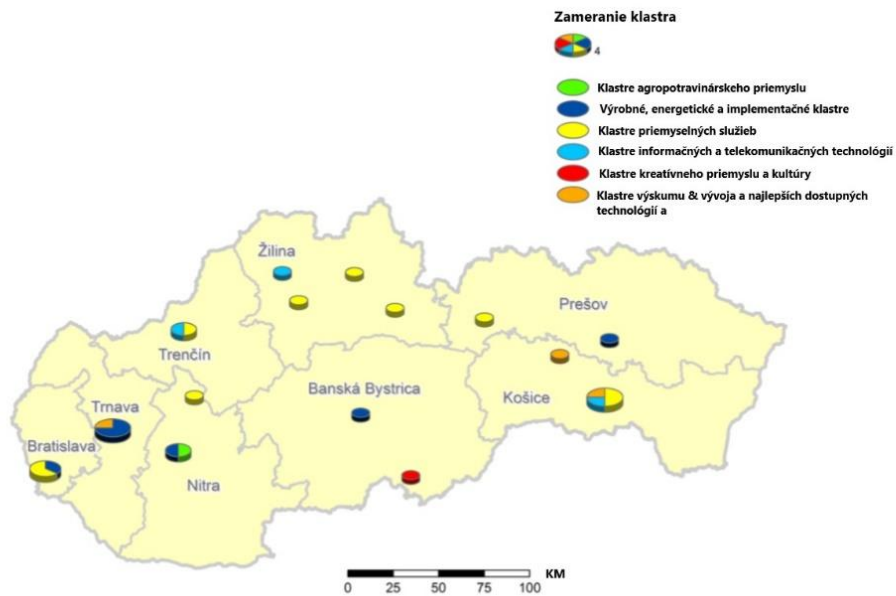 Zameranie klastra
4
Klastre agropotravinárskeho priemyslu
Výrobné, energetické a implementačné klastre
Klastre priemyselných služieb
Klastre informačných a telekomunikačných technológií
Klastre kreatívneho priemyslu a kultúry
Klastre výskumu & vývoja a najlepších dostupných
technológií a
Žilina
Prešov
Trenčín
Banská Bystrica
Košice
Trnava
Bratislava
Nitra
KM
0 25 50 75 100